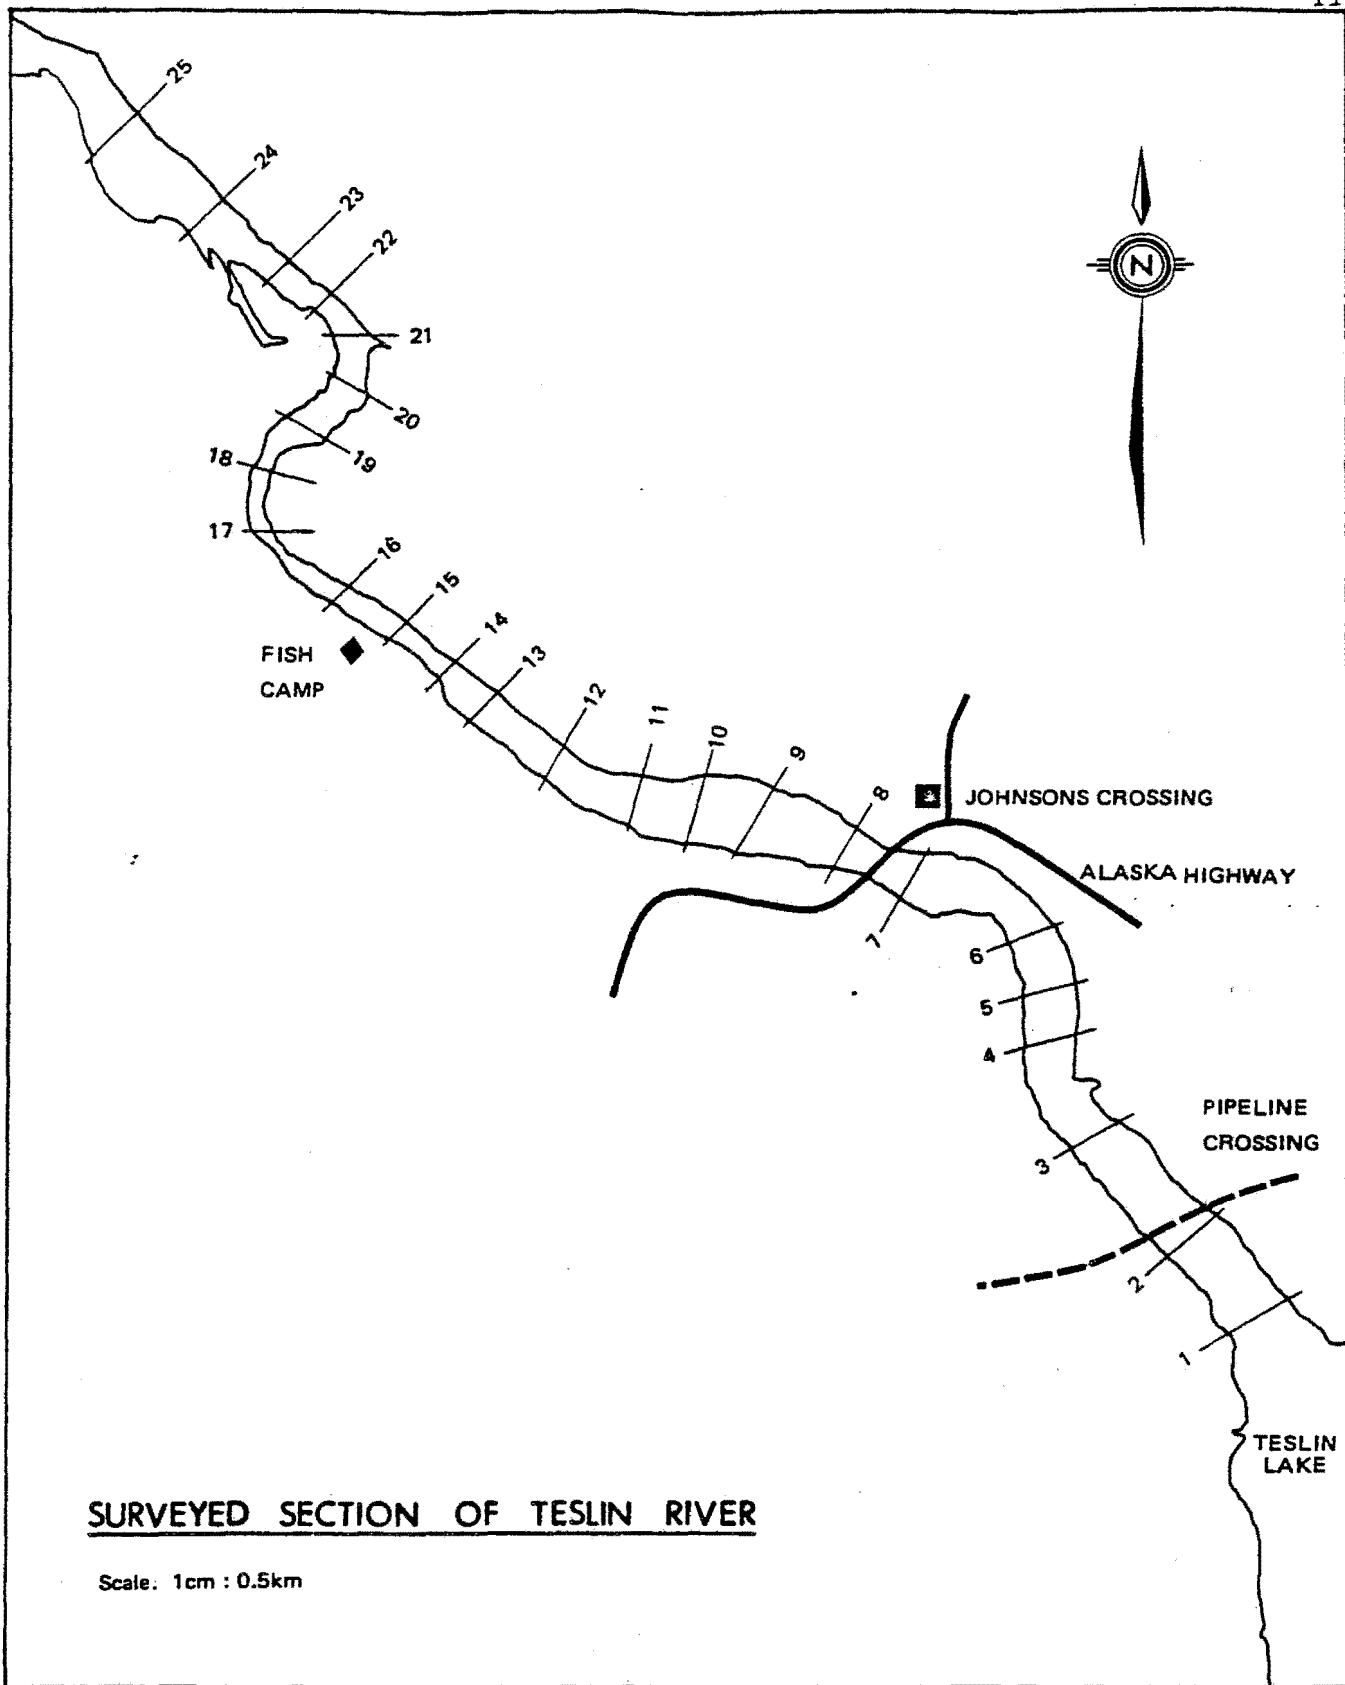 11
25
24
23
22
21
20
19
18
17
16
15
14
13
12
11
10
9
8
7
6
5
4
3
2
1
N
FISH
CAMP
JOHNSONS CROSSING
ALASKA HIGHWAY
PIPELINE
CROSSING
TESLIN
LAKE
SURVEYED SECTION OF TESLIN RIVER
Scale: 1cm : 0.5km